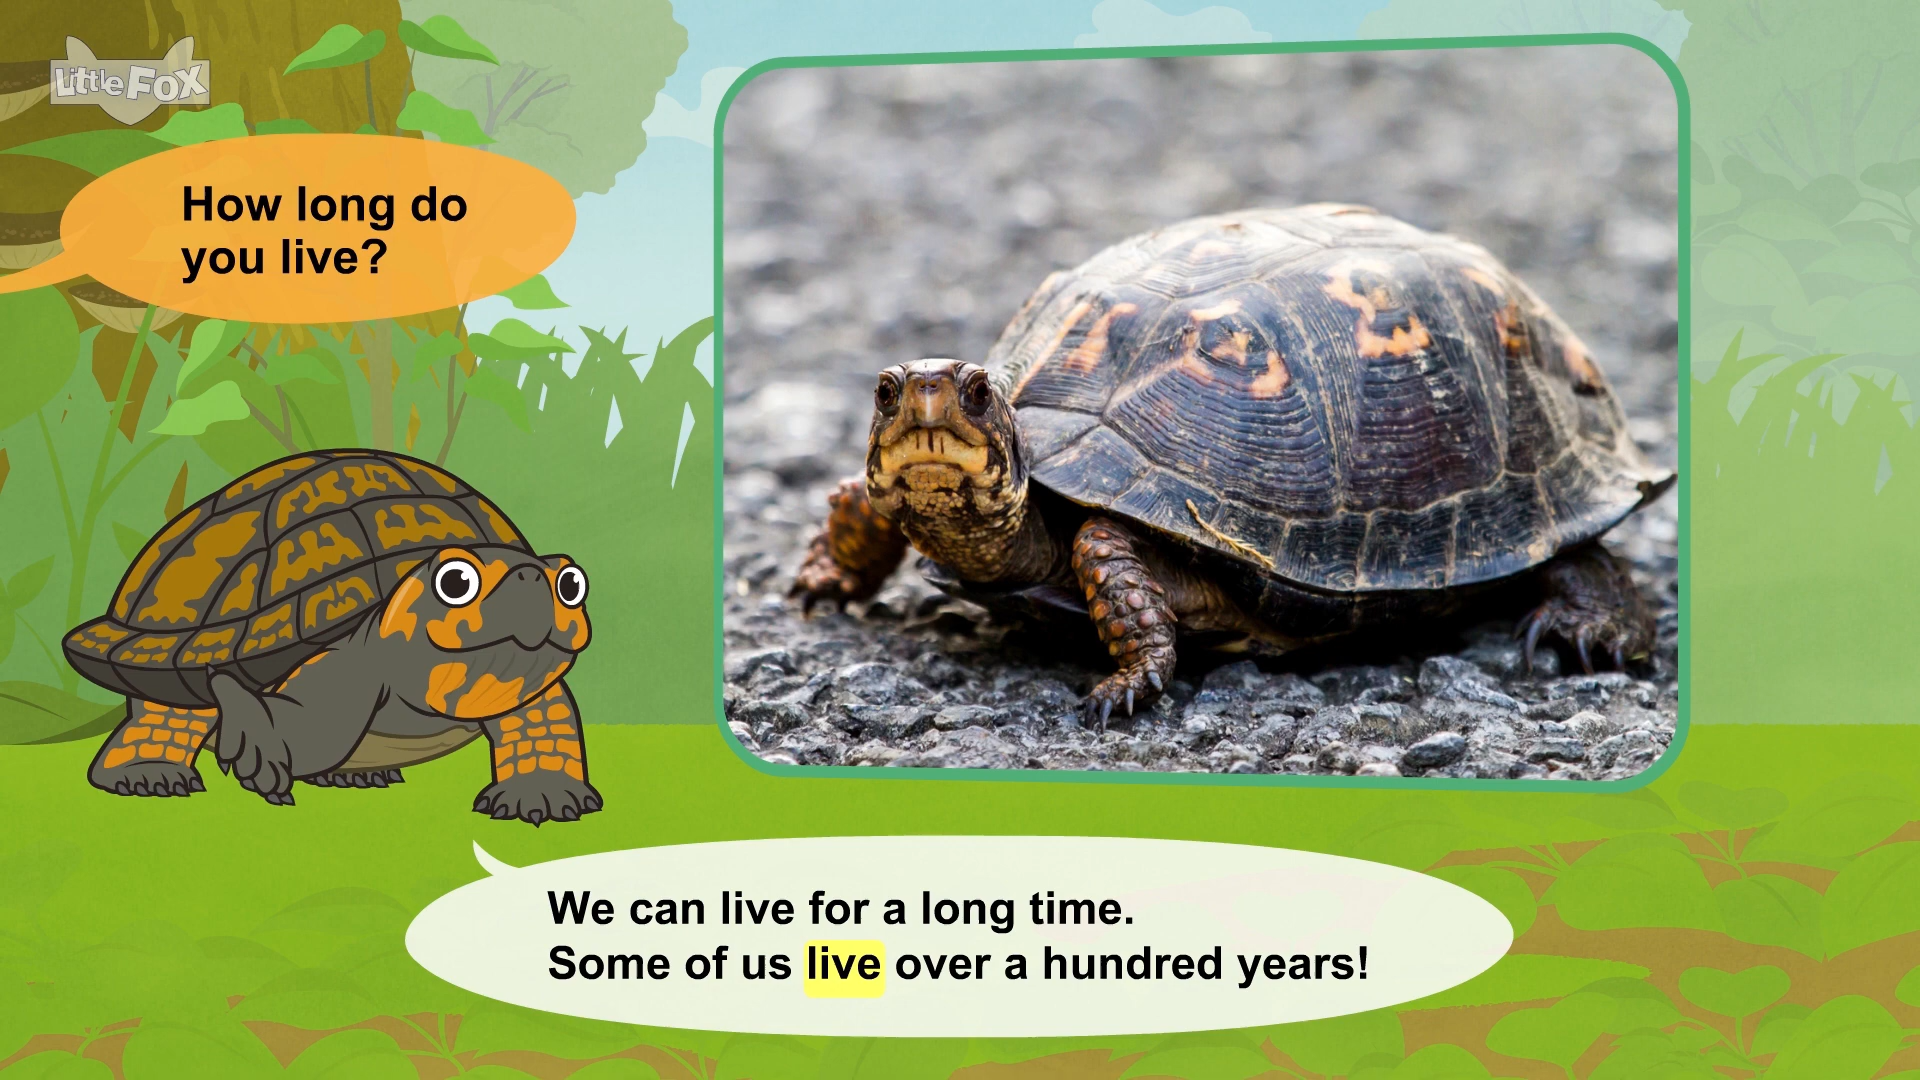 Little Fox
How long do
you live?
We can live for a long time.
Some of us live over a hundred years!